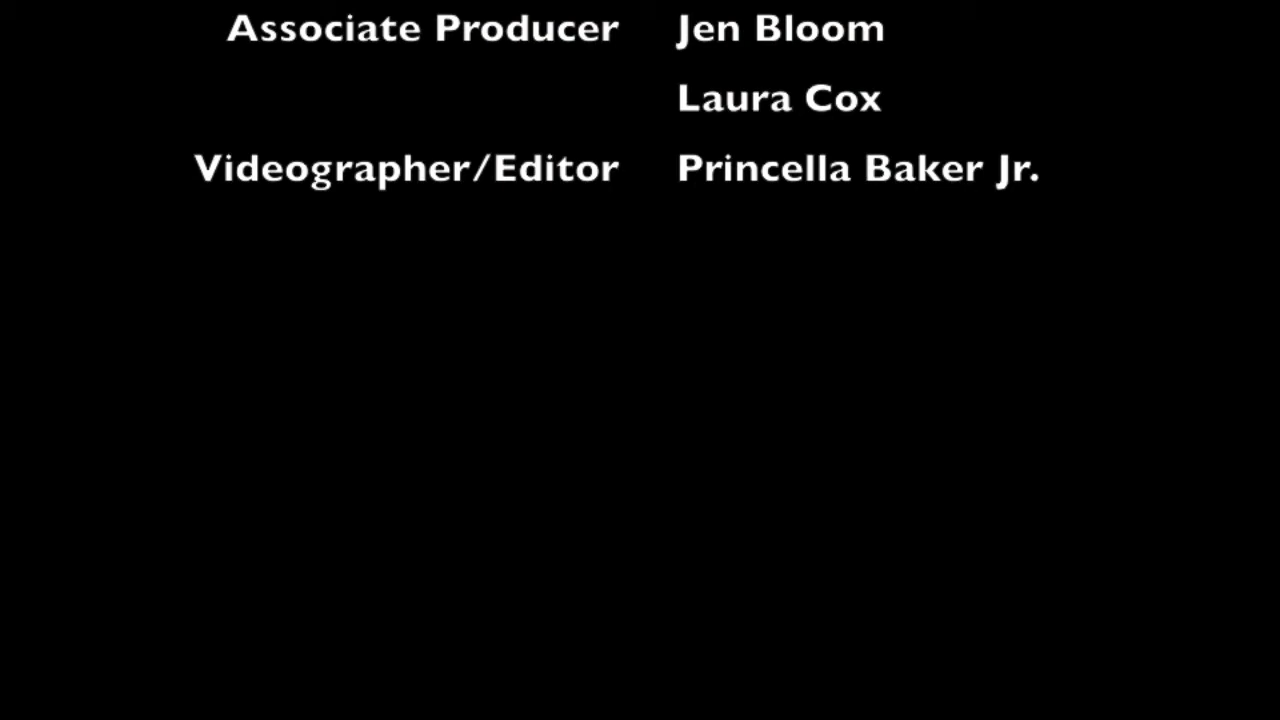 Associate Producer Jen Bloom
Laura Cox
Videographer/Editor Princella Baker Jr.